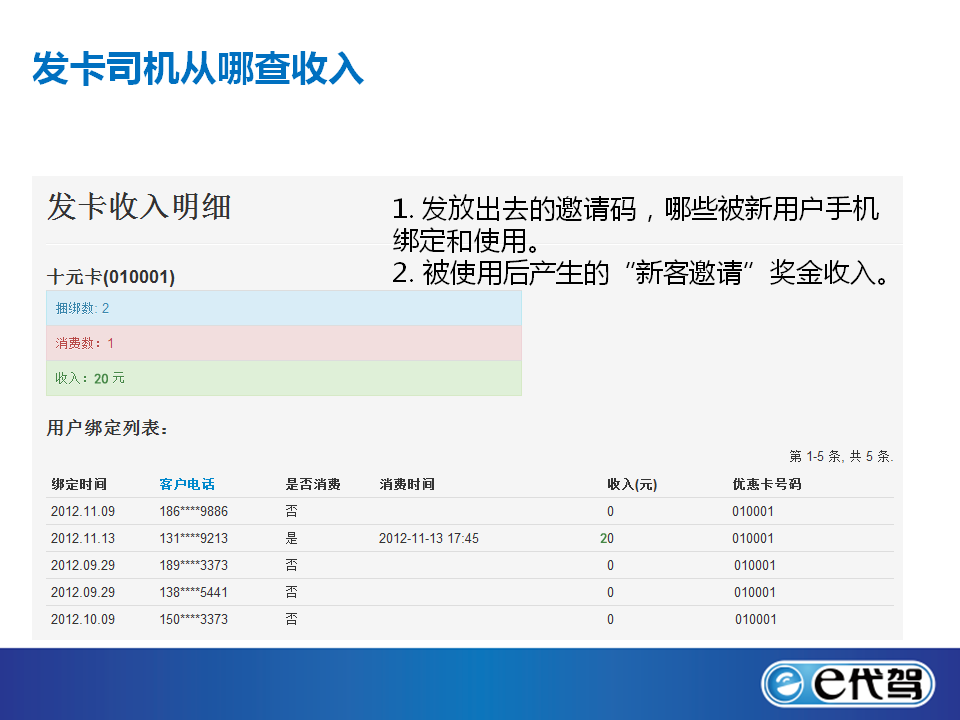 发卡司机从哪查收入
发卡收入明细
1. 发放出去的邀请码，哪些被新用户手机
绑定和使用。
2. 被使用后产生的“新客邀请”奖金收入。
十元卡(010001)
捆绑数: 2
消费数：1
收入：20 元
用户绑定列表：
第 1-5 条, 共 5 条.
绑定时间 客户电话 是否消费 消费时间 收入(元) 优惠卡号码
2012.11.09 186****9886 否 0 010001
2012.11.13 131****9213 是 2012-11-13 17:45 20 010001
2012.09.29 189****3373 否 0 010001
2012.09.29 138****5441 否 0 010001
2012.10.09 150****3373 否 0 010001
e代驾